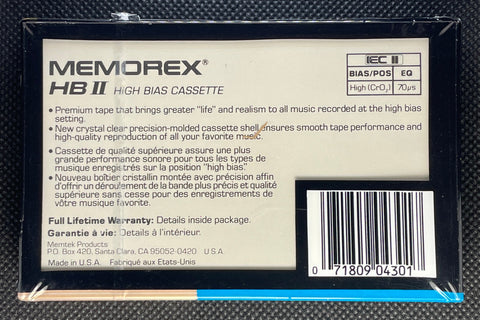 MEMOREX®
HB II HIGH BIAS CASSETTE
IEC II
BIAS/POS EQ
High (CrO₂) 70µs
• Premium tape that brings greater "life" and realism to all music recorded at the high bias
setting.
• New crystal clear precision-molded cassette shell ensures smooth tape performance and
high-quality reproduction of all your favorite music.
• Cassette de qualité supérieure assure une plus
grande performance sonore pour tous les types de
musique enregistrés sur la position "high bias".
• Nouveau boîtier cristallin montée avec précision afin
d'offrir un déroulement de la bande plus précis et qualité
supérieure sans cesse pour des enregistrements de
votre musique favorite.
Full Lifetime Warranty: Details inside package.
Garantie à vie: Détails à l'intérieur.
Memtek Products
P.O. Box 420, Santa Clara, CA 95052-0420 U.S.A.
Made in U.S.A. Fabriqué aux Etats-Unis
0 71809 04301 1